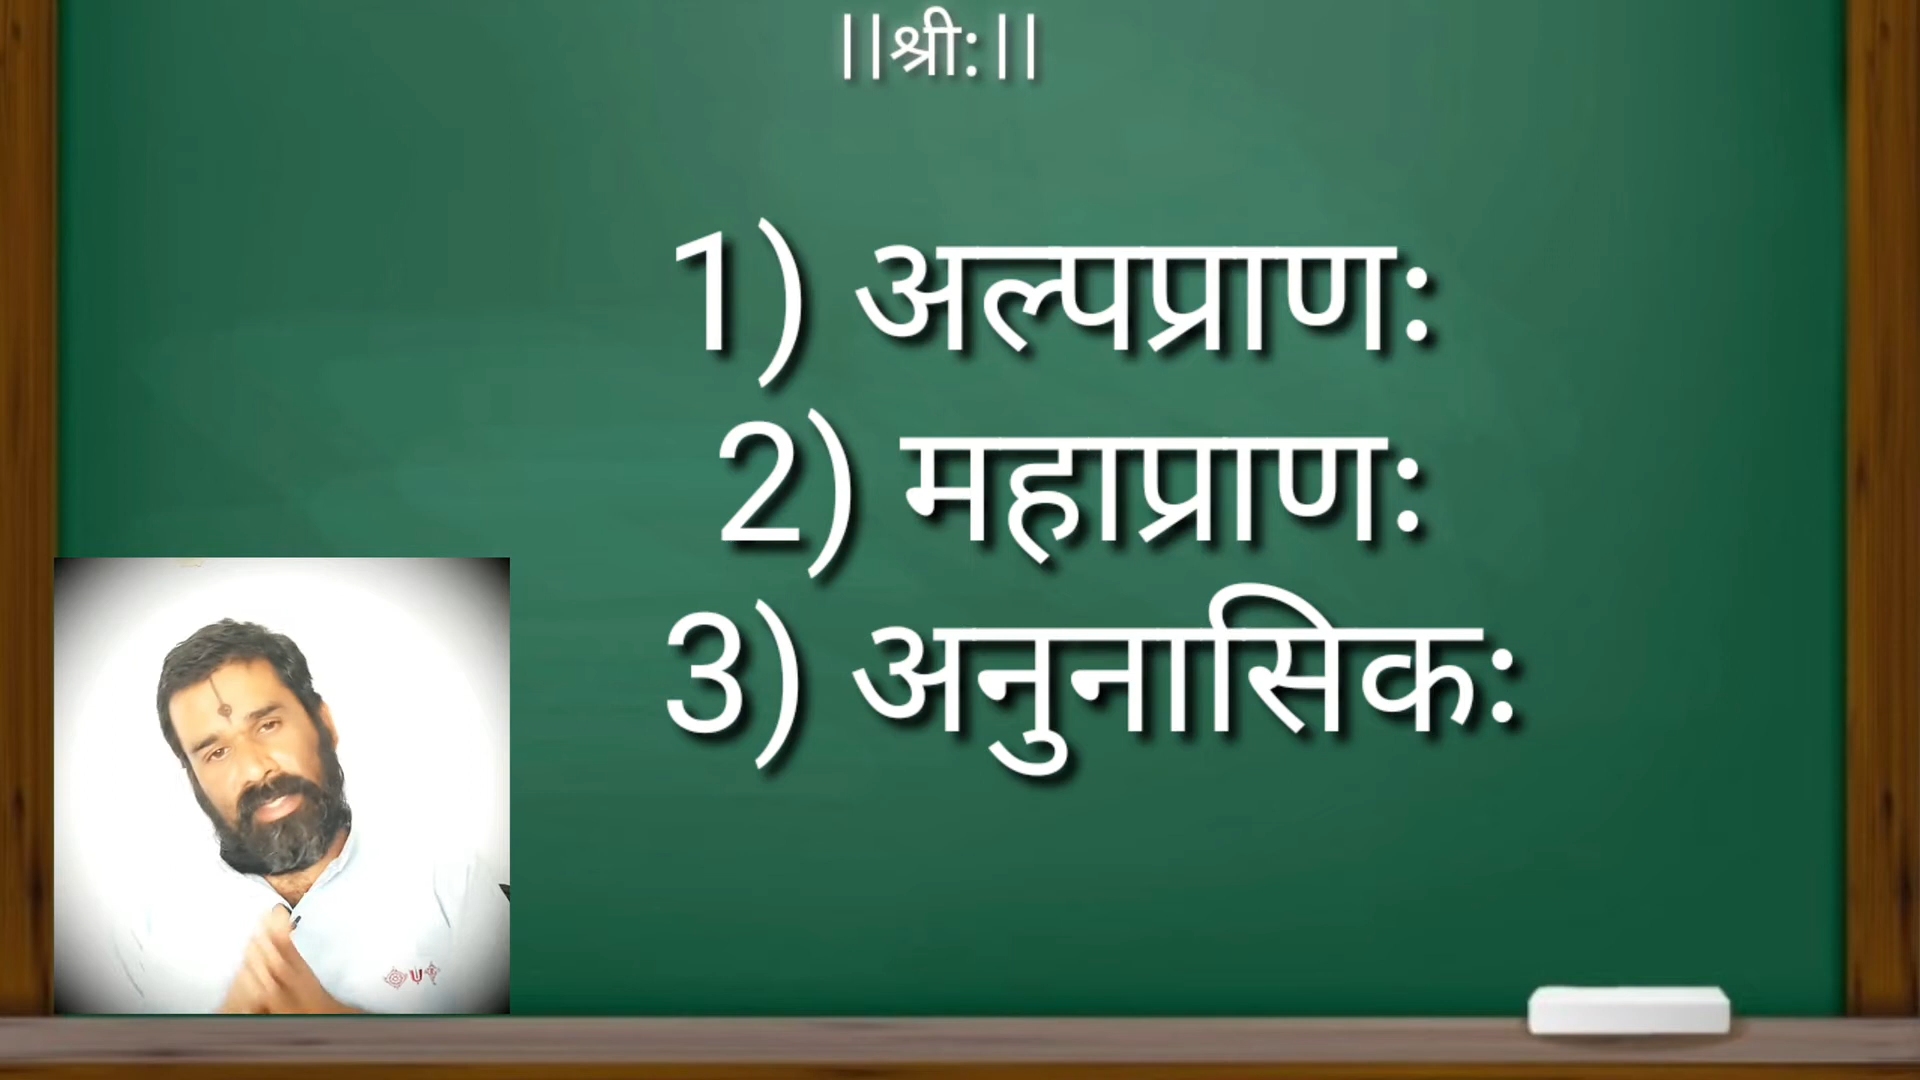 ||श्री:||
1) अल्पप्राणः
2) महाप्राणः
3) अनुनासिकः